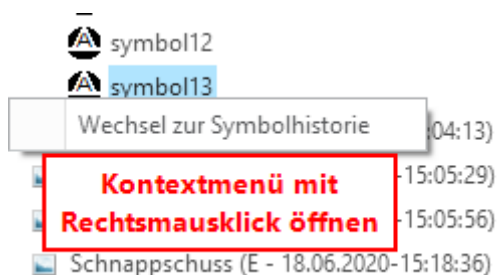 symbol12
symbol13
Wechsel zur Symbolhistorie
:04:13)
Kontextmenü mit
-15:05:29)
Rechtsmausklick öffnen
-15:05:56)
Schnappschuss (E - 18.06.2020-15:18:36)